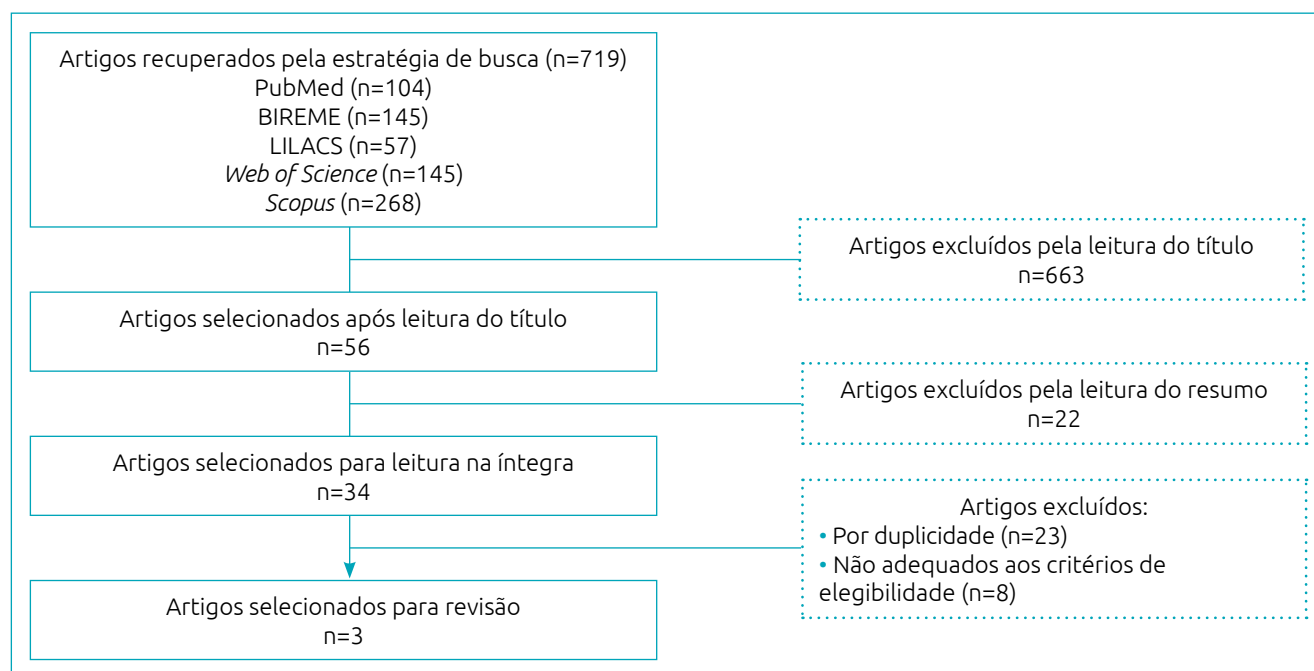 Artigos recuperados pela estratégia de busca (n=719)
PubMed (n=104)
BIREME (n=145)
LILACS (n=57)
Web of Science (n=145)
Scopus (n=268)
Artigos excluídos pela leitura do título
n=663
Artigos selecionados após leitura do título
n=56
Artigos excluídos pela leitura do resumo
n=22
Artigos selecionados para leitura na íntegra
n=34
Artigos excluídos:
• Por duplicidade (n=23)
• Não adequados aos critérios de
elegibilidade (n=8)
Artigos selecionados para revisão
n=3